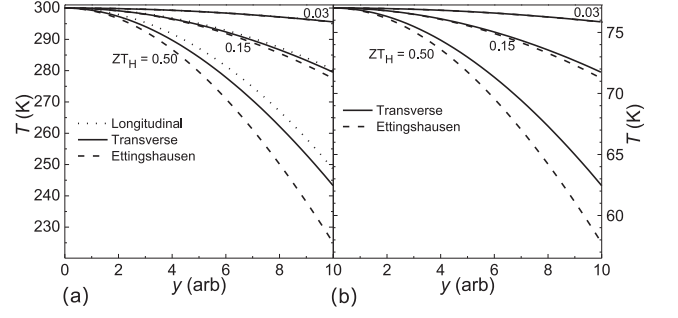 300
290
280
270
260
250
240
230
T (K)
0.03
0.15
ZT_H = 0.50
Longitudinal
Transverse
Ettingshausen
0 2 4 6 8 10
(a)
y (arb)
0.03
0.15
ZT_H = 0.50
Transverse
Ettingshausen
75
70
65
60
T (K)
0 2 4 6 8 10
(b)
y (arb)